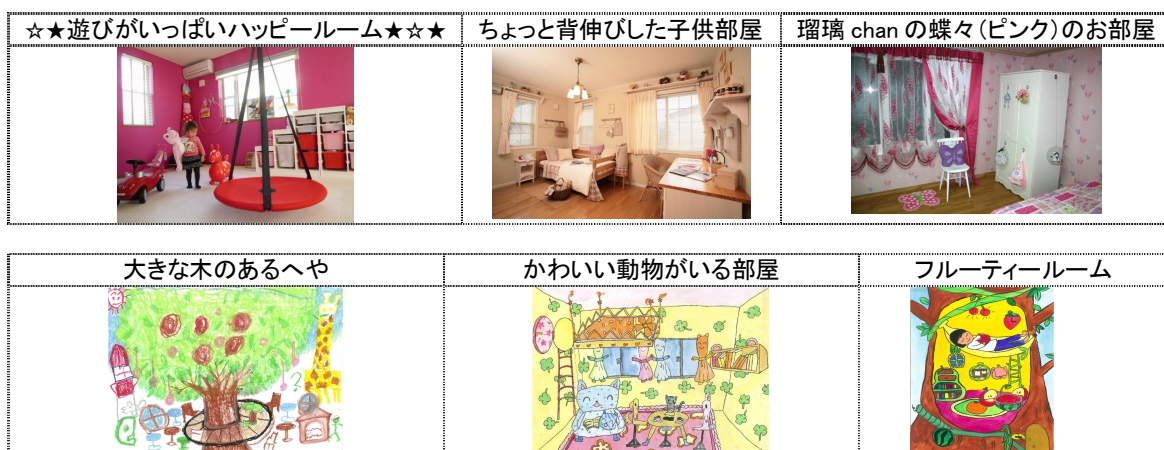 ☆★遊びがいっぱいハッピールーム★☆★
ちょっと背伸びした子供部屋
瑠璃 chan の蝶々（ピンク）のお部屋
大きな木のあるへや
かわいい動物がいる部屋
フルーティールーム